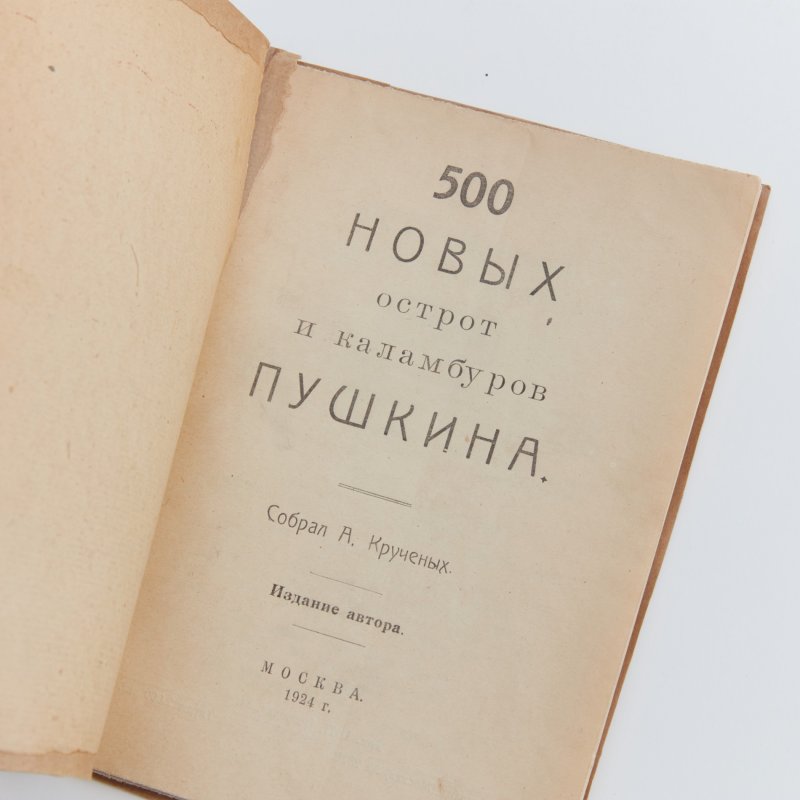 500
НОВЫХ
острот
и каламбуров
ПУШКИНА.
Собрал А. Крученых.
Издание автора.
МОСКВА.
1924 г.